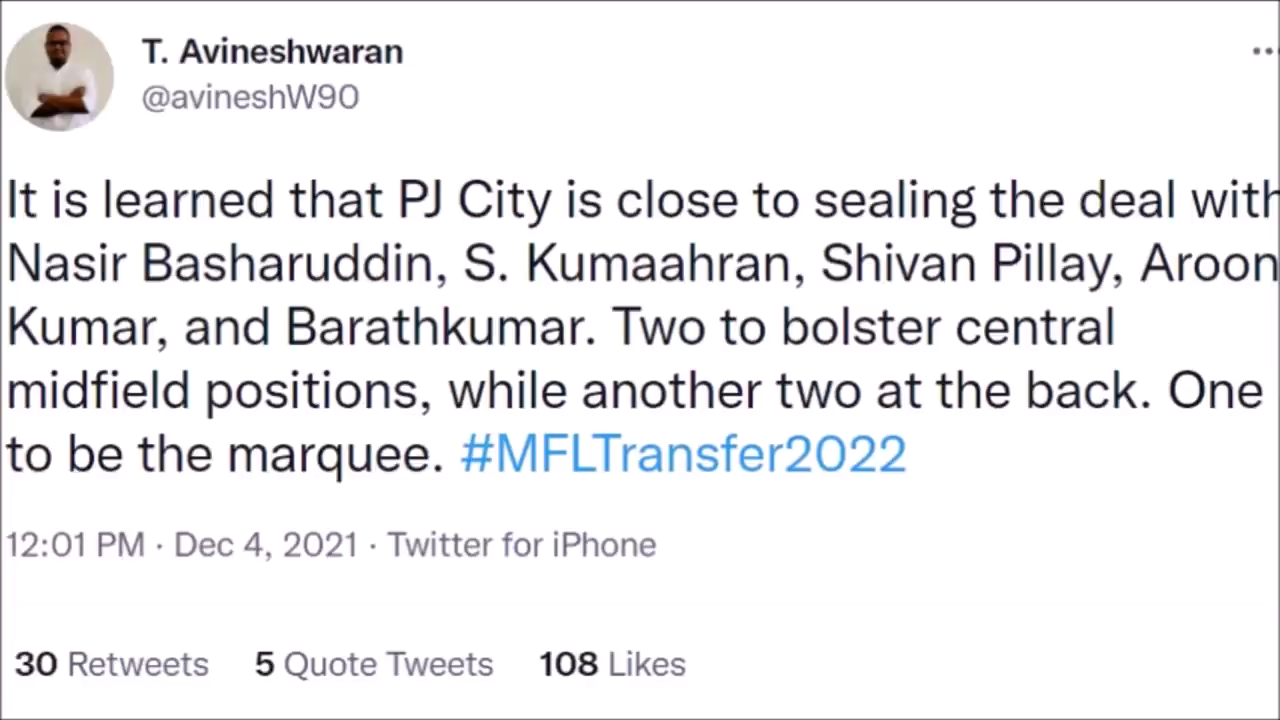 T. Avineshwaran
@avineshW90
It is learned that PJ City is close to sealing the deal with
Nasir Basharuddin, S. Kumaahran, Shivan Pillay, Aroon
Kumar, and Barathkumar. Two to bolster central
midfield positions, while another two at the back. One
to be the marquee. #MFLTransfer2022
12:01 PM · Dec 4, 2021 · Twitter for iPhone
30 Retweets 5 Quote Tweets 108 Likes